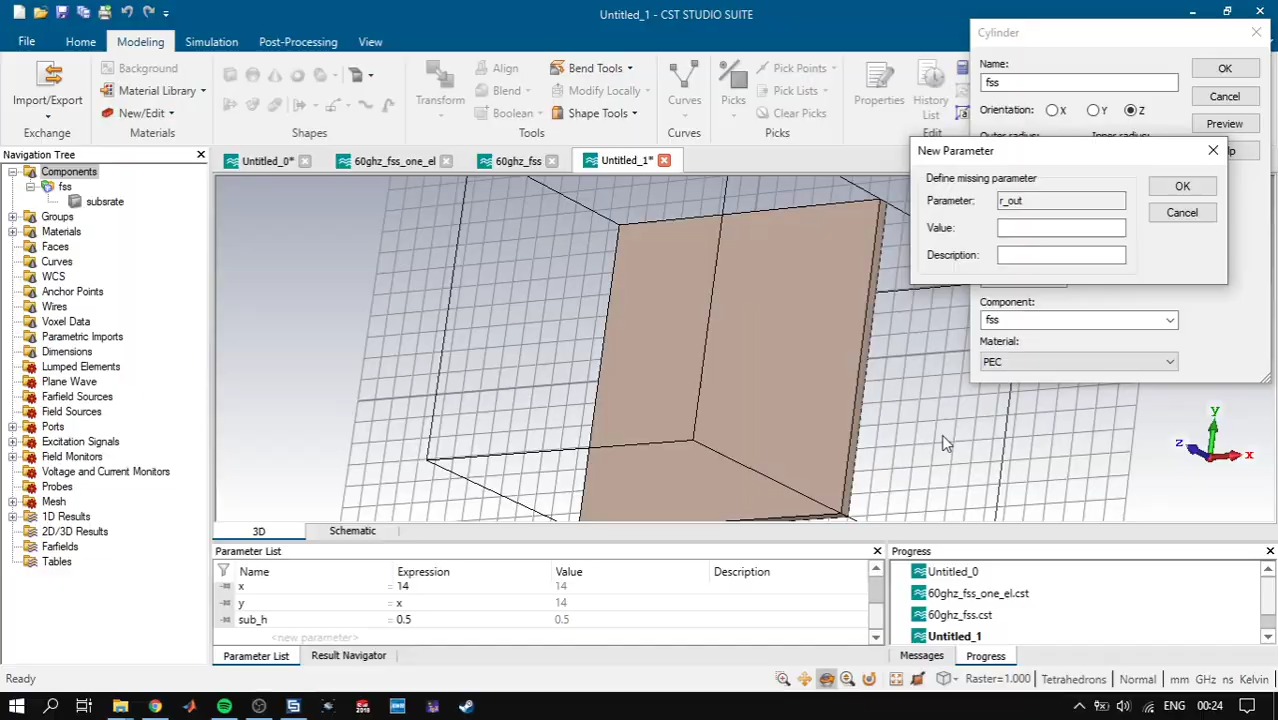 Untitled_1 - CST STUDIO SUITE
File
Home
Modeling
Simulation
Post-Processing
View
Import/Export
Exchange
Background
Material Library
New/Edit
Materials
Shapes
Transform
Align
Blend
Boolean
Bend Tools
Modify Locally
Shape Tools
Tools
Curves
Curves
Picks
Pick Points
Pick Lists
Clear Picks
Picks
Properties
History
List
Edit
Cylinder
Name:
OK
fss
Cancel
Orientation:
X
Y
Z
Preview
Outer radius:
Inner radius:
New Parameter
Define missing parameter
Parameter:
r_out
OK
Value:
Cancel
Description:
Component:
fss
Material:
PEC
Navigation Tree
Components
fss
subsrate
Groups
Materials
Faces
Curves
WCS
Anchor Points
Wires
Voxel Data
Parametric Imports
Dimensions
Lumped Elements
Plane Wave
Farfield Sources
Field Sources
Ports
Excitation Signals
Field Monitors
Voltage and Current Monitors
Probes
Mesh
1D Results
2D/3D Results
Farfields
Tables
Untitled_0*
60ghz_fss_one_el
60ghz_fss
Untitled_1*
y
z
x
3D
Schematic
Parameter List
Name
Expression
Value
Description
x
= 14
14
y
= x
14
sub_h
= 0.5
0.5
<new parameter>
Parameter List
Result Navigator
Progress
Untitled_0
60ghz_fss_one_el.cst
60ghz_fss.cst
Untitled_1
Messages
Progress
Ready
Raster=1.000
Tetrahedrons
Normal
mm GHz ns Kelvin
ENG
00:24